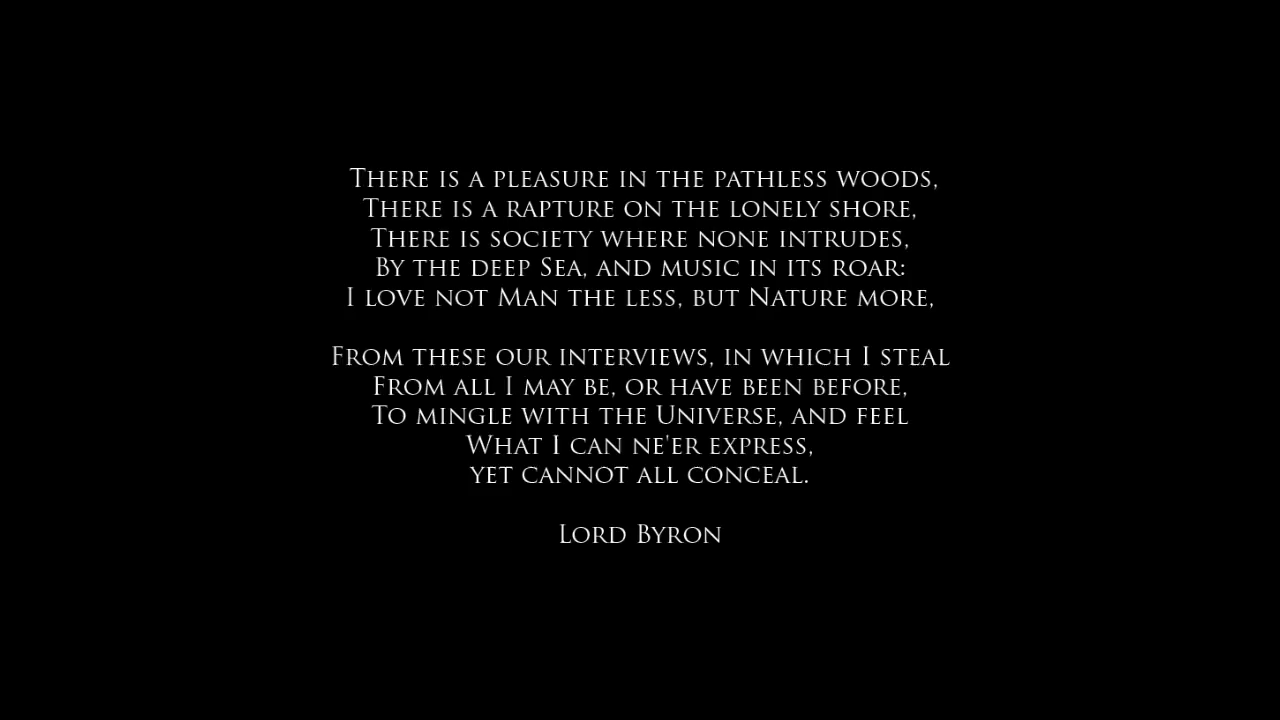 There is a pleasure in the pathless woods,
There is a rapture on the lonely shore,
There is society where none intrudes,
By the deep Sea, and music in its roar:
I love not Man the less, but Nature more,
From these our interviews, in which I steal
From all I may be, or have been before,
To mingle with the Universe, and feel
What I can ne'er express,
yet cannot all conceal.
Lord Byron